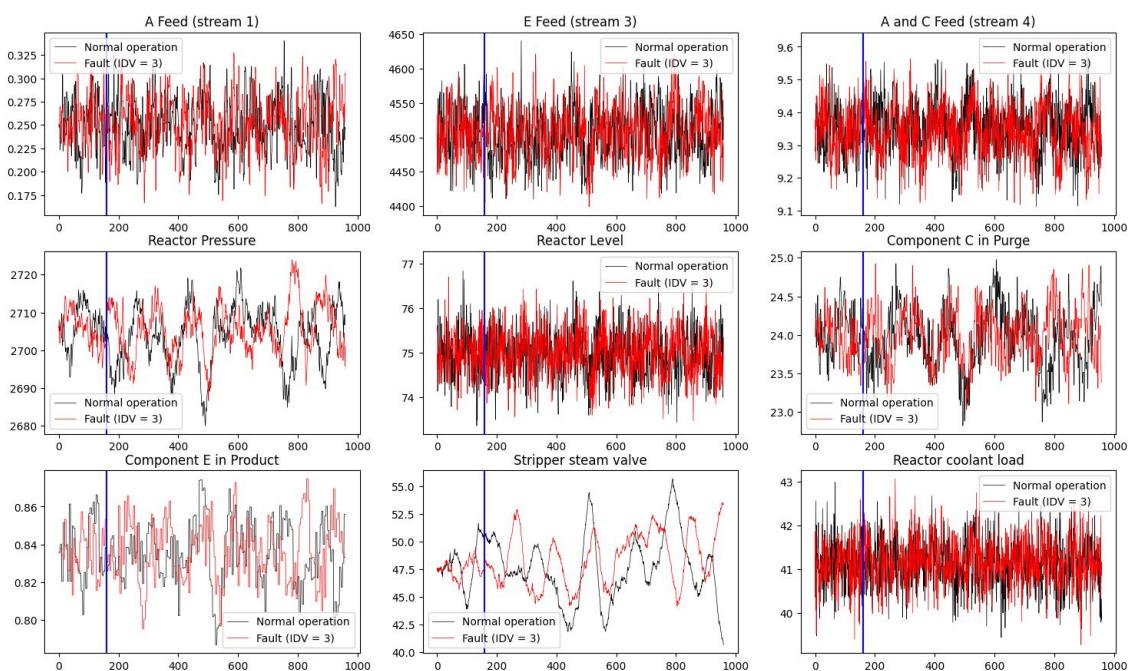 A Feed (stream 1)
E Feed (stream 3)
A and C Feed (stream 4)
Normal operation
Fault (IDV = 3)
0.325
0.300
0.275
0.250
0.225
0.200
0.175
0 200 400 600 800 1000
Normal operation
Fault (IDV = 3)
4650
4600
4550
4500
4450
4400
0 200 400 600 800 1000
Normal operation
Fault (IDV = 3)
9.6
9.5
9.4
9.3
9.2
9.1
0 200 400 600 800 1000
Reactor Pressure
Reactor Level
Component C in Purge
2720
2710
2700
2690
2680
Normal operation
Fault (IDV = 3)
0 200 400 600 800 1000
Normal operation
Fault (IDV = 3)
77
76
75
74
0 200 400 600 800 1000
25.0
24.5
24.0
23.5
23.0
Normal operation
Fault (IDV = 3)
0 200 400 600 800 1000
Component E in Product
Stripper steam valve
Reactor coolant load
0.86
0.84
0.82
0.80
Normal operation
Fault (IDV = 3)
0 200 400 600 800 1000
55.0
52.5
50.0
47.5
45.0
42.5
40.0
Normal operation
Fault (IDV = 3)
0 200 400 600 800 1000
Normal operation
Fault (IDV = 3)
43
42
41
40
0 200 400 600 800 1000